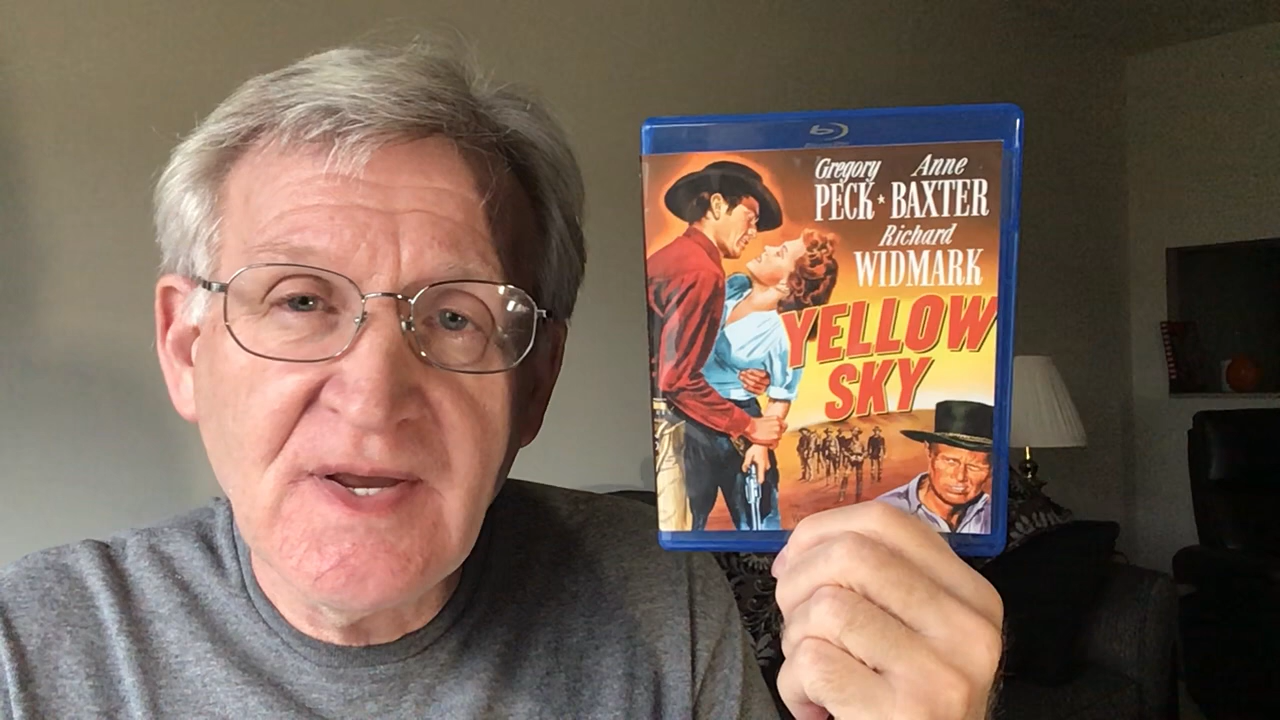 Gregory Anne
PECK ★ BAXTER
Richard
WIDMARK
YELLOW
SKY